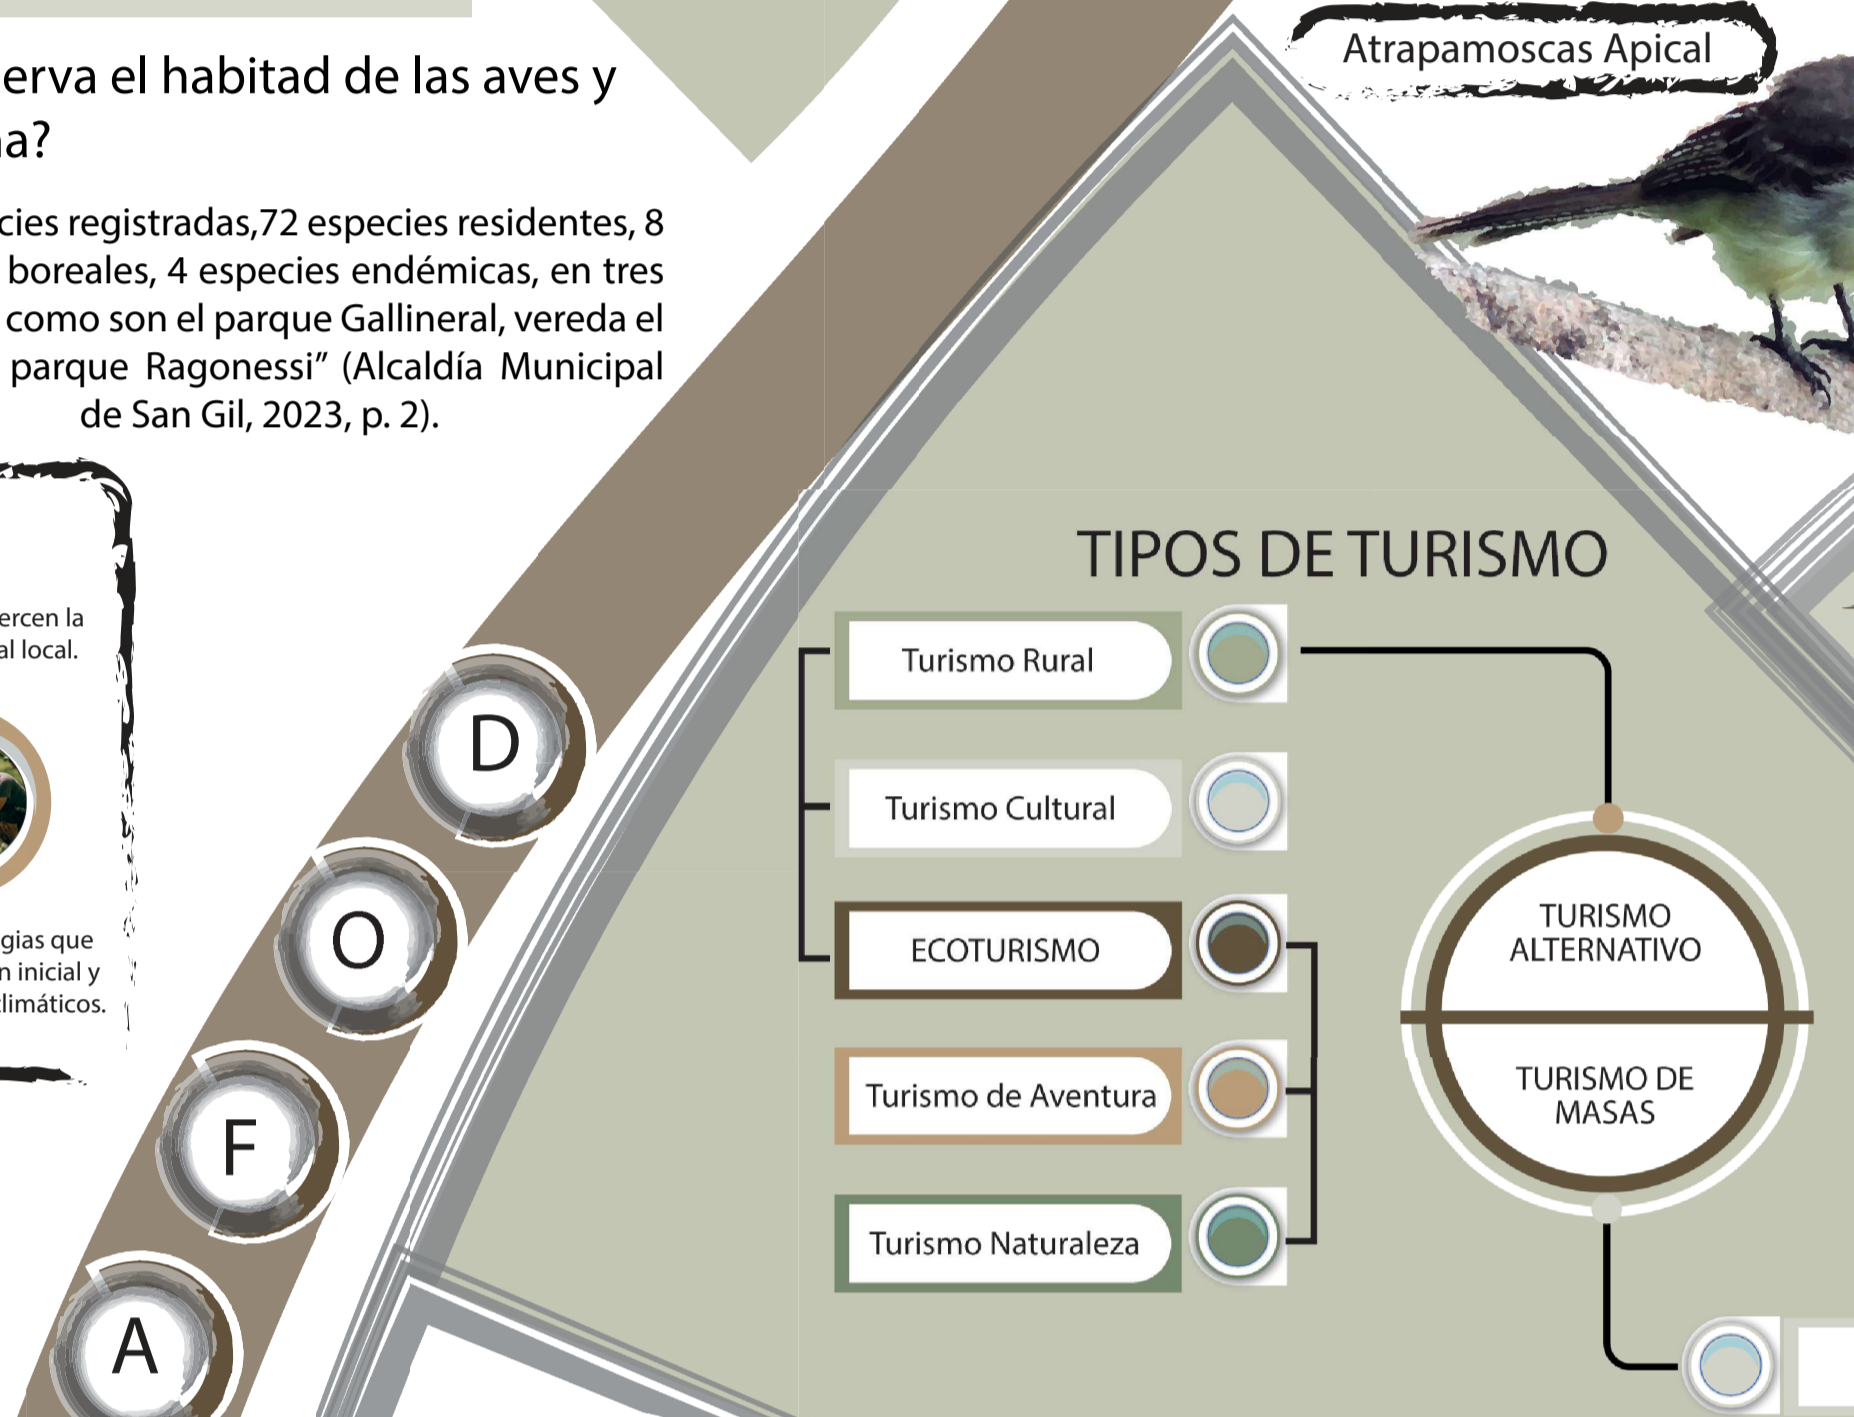 erva el habitad de las aves y
na?
cies registradas,72 especies residentes, 8
boreales, 4 especies endémicas, en tres
como son el parque Gallineral, vereda el
parque Ragonessi” (Alcaldía Municipal
de San Gil, 2023, p. 2).
ercen la
al local.
gias que
n inicial y
climáticos.
D
O
F
A
Atrapamoscas Apical
TIPOS DE TURISMO
Turismo Rural
Turismo Cultural
ECOTURISMO
Turismo de Aventura
Turismo Naturaleza
TURISMO
ALTERNATIVO
TURISMO DE
MASAS